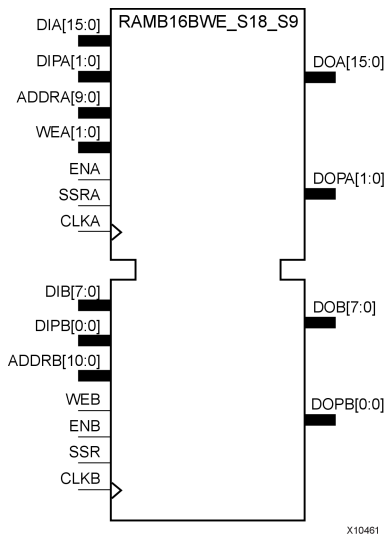 RAMB16BWE_S18_S9
DIA[15:0]
DIPA[1:0]
ADDRA[9:0]
WEA[1:0]
ENA
SSRA
CLKA
DOA[15:0]
DOPA[1:0]
DIB[7:0]
DIPB[0:0]
ADDRB[10:0]
WEB
ENB
SSR
CLKB
DOB[7:0]
DOPB[0:0]
X10461